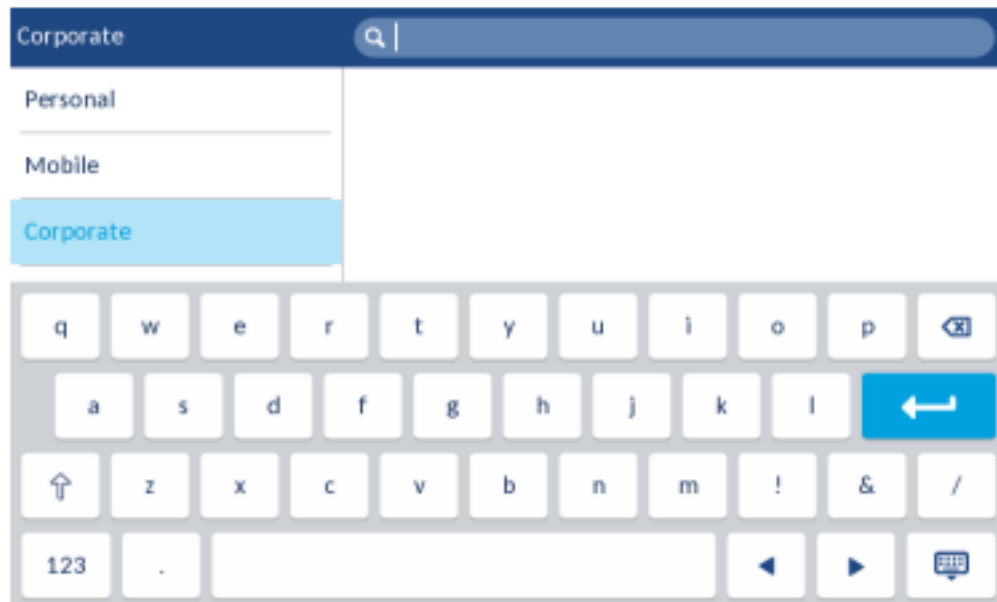 Corporate
Personal
Mobile
Corporate
q w e r t y u i o p
a s d f g h j k l
z x c v b n m ! & /
123 .